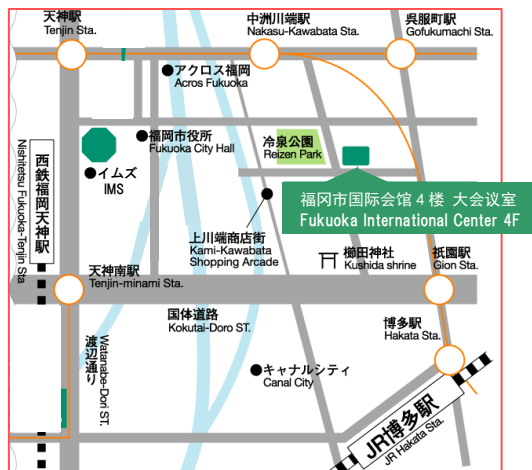 天神駅
Tenjin Sta.
中洲川端駅
Nakasu-Kawabata Sta.
呉服町駅
Gofukumachi Sta.
アクロス福岡
Acros Fukuoka
福岡市役所
Fukuoka City Hall
冷泉公園
Reizen Park
イムズ
IMS
西鉄福岡天神駅
Nishitetsu Fukuoka-Tenjin Sta
福冈市国际会馆 4 楼 大会议室
Fukuoka International Center 4F
上川端商店街
Kami-Kawabata
Shopping Arcade
櫛田神社
Kushida shrine
祇園駅
Gion Sta.
天神南駅
Tenjin-minami Sta.
国体道路
Kokutai-Doro ST.
博多駅
Hakata Sta.
渡辺通り
Watanabe-Dori ST.
キャナルシティ
Canal City
JR博多駅
JR Hakata Sta.